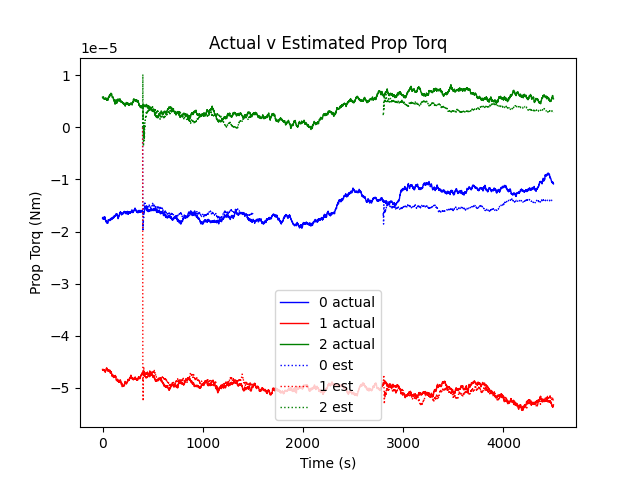 Actual v Estimated Prop Torq
1e−5
1
0
−1
−2
−3
−4
−5
Prop Torq (Nm)
0 actual
1 actual
2 actual
0 est
1 est
2 est
0 1000 2000 3000 4000
Time (s)